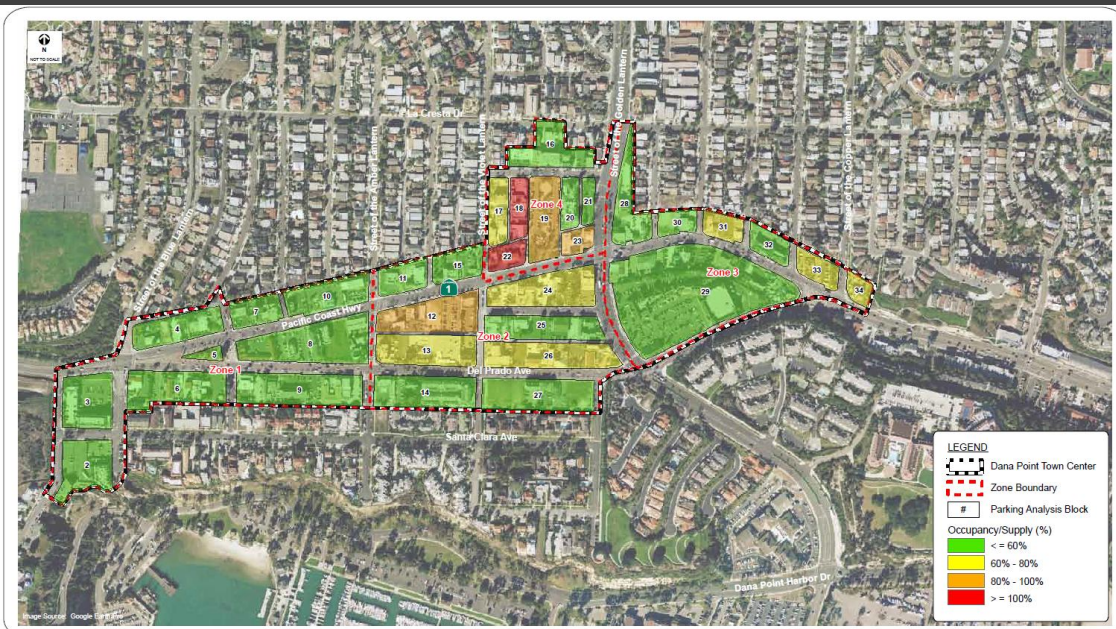 N
NOT TO SCALE
La Cresta Dr
Street of the Golden Lantern
Street of the Copper Lantern
Street of the Amber Lantern
Street of the Blue Lantern
16
17
18
Zone 4
19
20
21
28
22
23
30
31
32
33
34
Zone 3
29
15
11
10
7
4
1
Pacific Coast Hwy
24
12
8
5
Zone 2
25
13
26
Zone 1
Del Prado Ave
3
6
9
14
27
2
Santa Clara Ave
Dana Point Harbor Dr
Image Source: Google Earth Pro
LEGEND
Dana Point Town Center
Zone Boundary
# Parking Analysis Block
Occupancy/Supply (%)
< = 60%
60% - 80%
80% - 100%
> = 100%